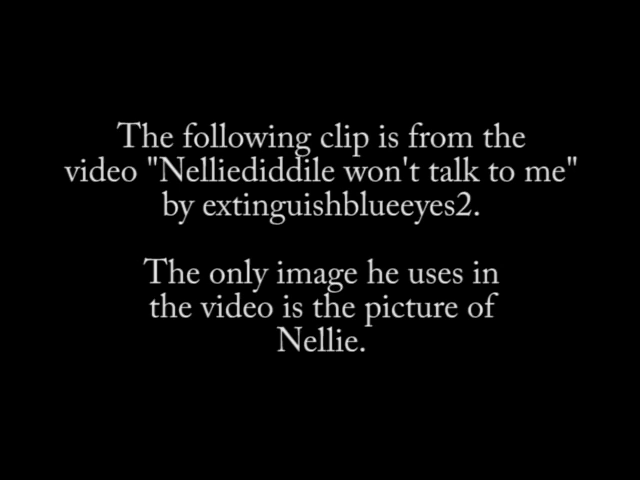 The following clip is from the
video "Nelliediddile won't talk to me"
by extinguishblueeyes2.
The only image he uses in
the video is the picture of
Nellie.